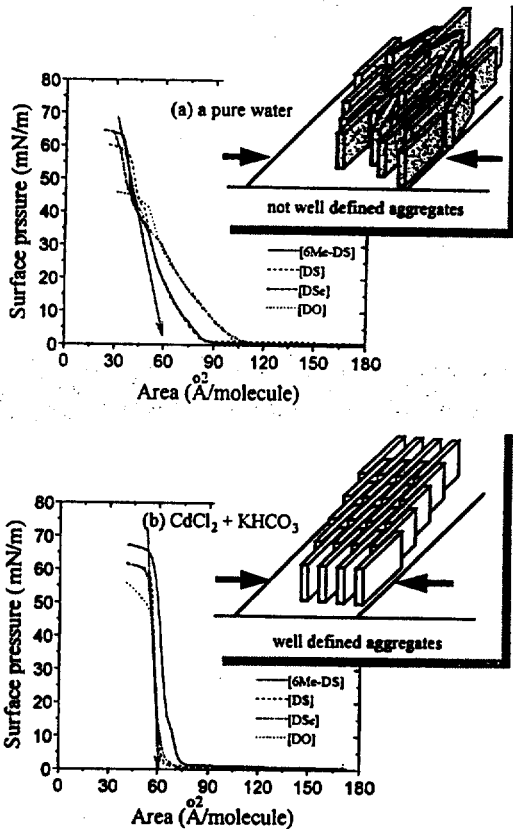 80
70
60
50
40
30
20
10
0
Surface prssure (mN/m)
(a) a pure water
not well defined aggregates
[6Me-DS]
[DS]
[DSe]
[DO]
0 30 60 90 120 150 180
Area (Å²/molecule)
80
70
60
50
40
30
20
10
0
Surface pressure ( mN/m)
(b) CdCl₂ + KHCO₃
well defined aggregates
[6Me-DS]
[DS]
[DSe]
[DO]
0 30 60 90 120 150 180
Area (Å²/molecule)